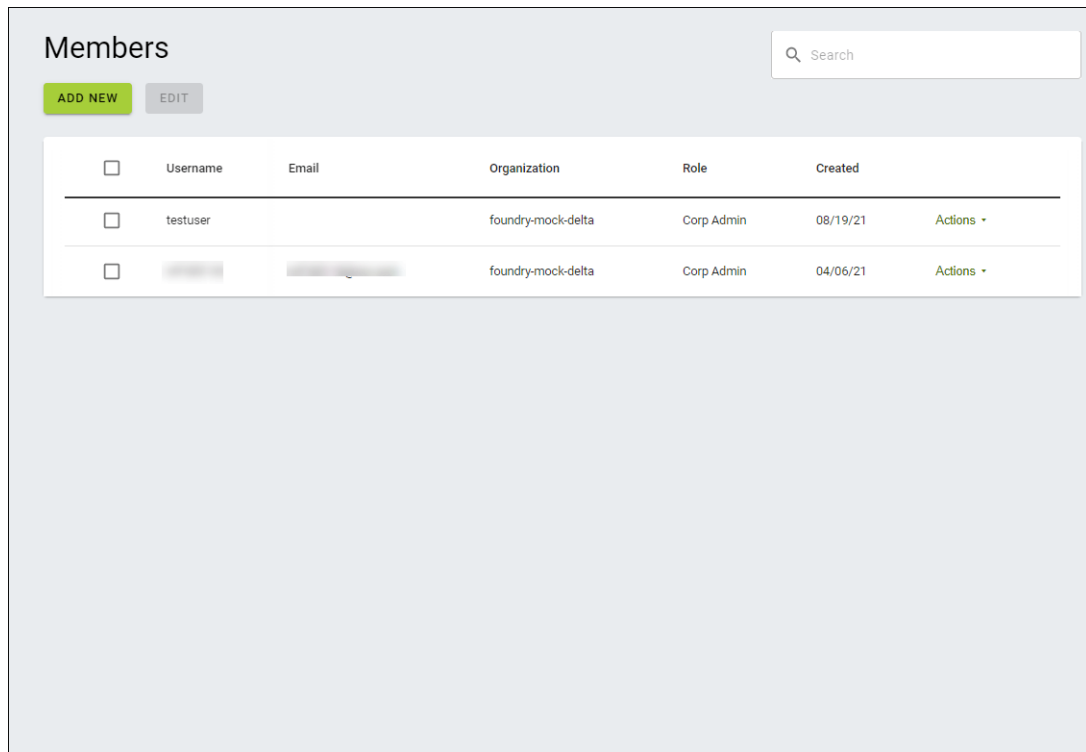 Members
Search
ADD NEW EDIT
Username Email Organization Role Created
testuser foundry-mock-delta Corp Admin 08/19/21 Actions
foundry-mock-delta Corp Admin 04/06/21 Actions